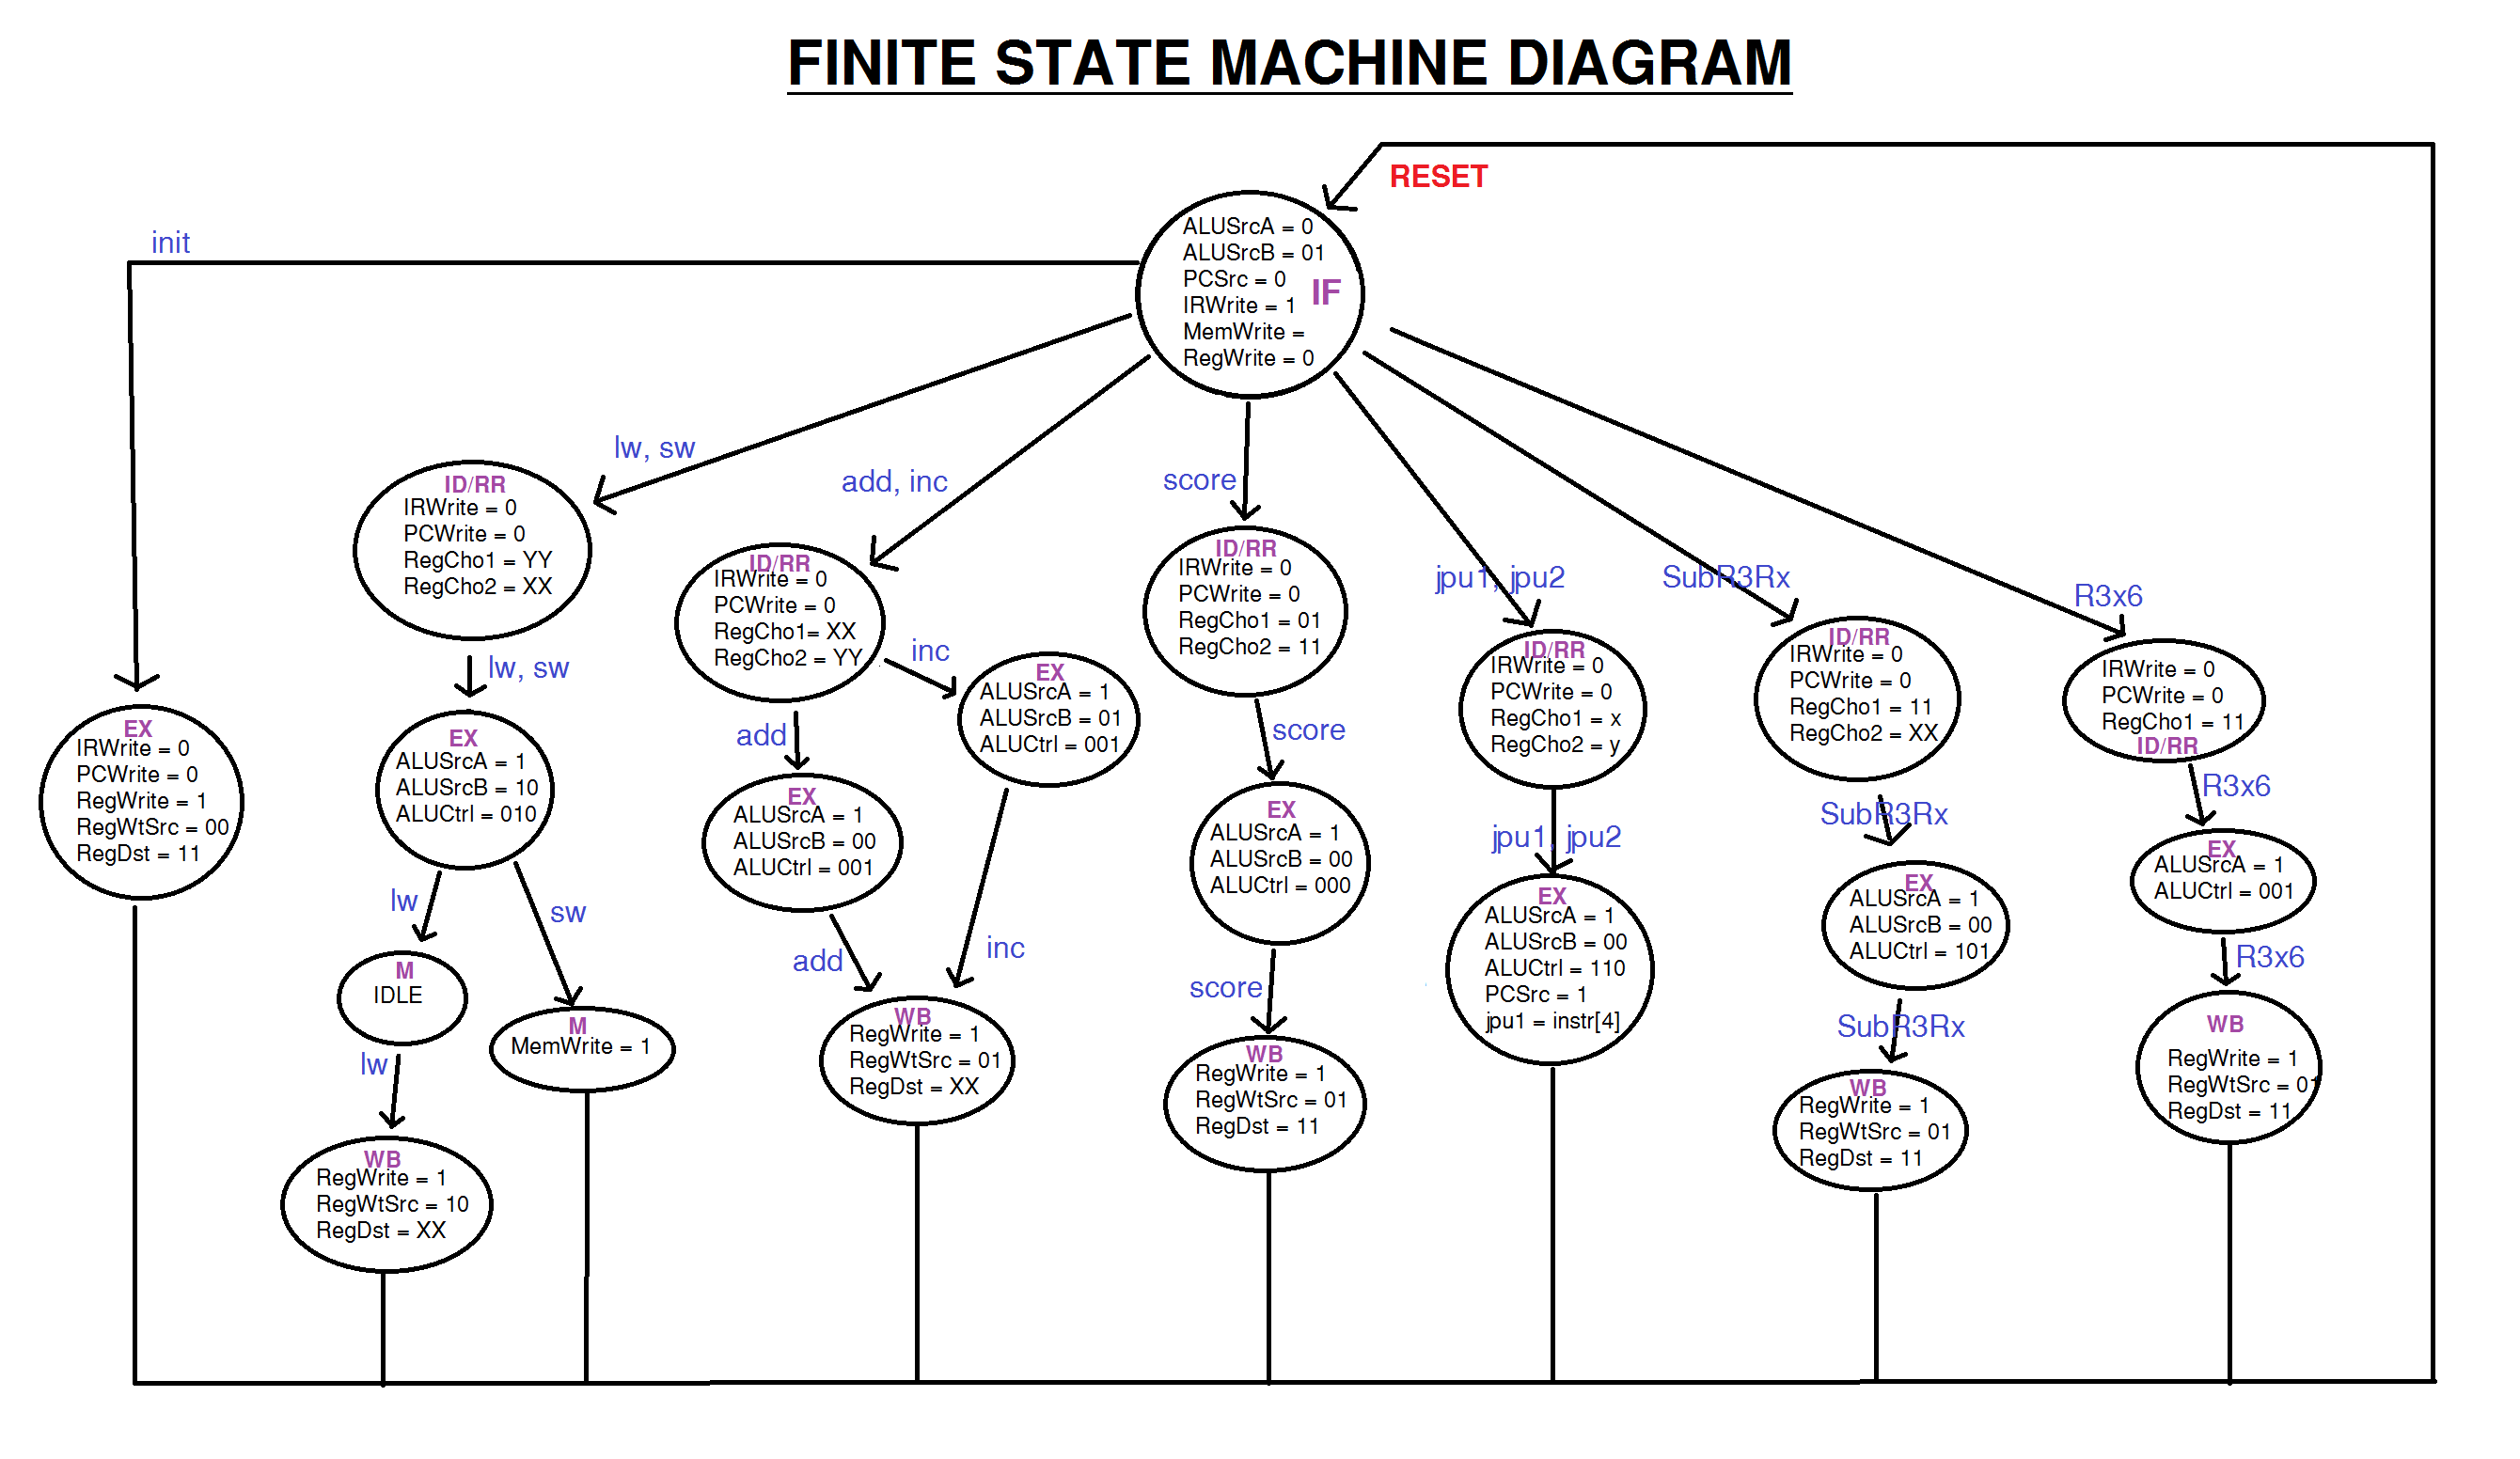 FINITE STATE MACHINE DIAGRAM
RESET
ALUSrcA = 0
ALUSrcB = 01
PCSrc = 0
IRWrite = 1
MemWrite =
RegWrite = 0
IF
init
lw, sw
add, inc
score
jpu1, jpu2
SubR3Rx
R3x6
EX
IRWrite = 0
PCWrite = 0
RegWrite = 1
RegWtSrc = 00
RegDst = 11
ID/RR
IRWrite = 0
PCWrite = 0
RegCho1 = YY
RegCho2 = XX
lw, sw
EX
ALUSrcA = 1
ALUSrcB = 10
ALUCtrl = 010
lw
sw
M
IDLE
lw
M
MemWrite = 1
WB
RegWrite = 1
RegWtSrc = 10
RegDst = XX
ID/RR
IRWrite = 0
PCWrite = 0
RegCho1= XX
RegCho2 = YY
inc
add
EX
ALUSrcA = 1
ALUSrcB = 01
ALUCtrl = 001
EX
ALUSrcA = 1
ALUSrcB = 00
ALUCtrl = 001
add
inc
WB
RegWrite = 1
RegWtSrc = 01
RegDst = XX
ID/RR
IRWrite = 0
PCWrite = 0
RegCho1 = 01
RegCho2 = 11
score
EX
ALUSrcA = 1
ALUSrcB = 00
ALUCtrl = 000
score
WB
RegWrite = 1
RegWtSrc = 01
RegDst = 11
ID/RR
IRWrite = 0
PCWrite = 0
RegCho1 = x
RegCho2 = y
jpu1, jpu2
EX
ALUSrcA = 1
ALUSrcB = 00
ALUCtrl = 110
PCSrc = 1
jpu1 = instr[4]
ID/RR
IRWrite = 0
PCWrite = 0
RegCho1 = 11
RegCho2 = XX
SubR3Rx
EX
ALUSrcA = 1
ALUSrcB = 00
ALUCtrl = 101
SubR3Rx
WB
RegWrite = 1
RegWtSrc = 01
RegDst = 11
IRWrite = 0
PCWrite = 0
RegCho1 = 11
ID/RR
R3x6
EX
ALUSrcA = 1
ALUCtrl = 001
R3x6
WB
RegWrite = 1
RegWtSrc = 01
RegDst = 11